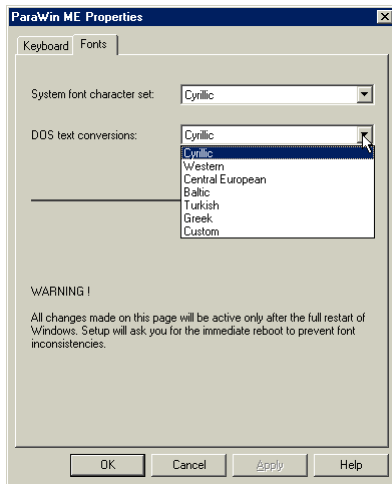 ParaWin ME Properties
Keyboard Fonts
System font character set: Cyrillic
DOS text conversions: Cyrillic
Cyrillic
Western
Central European
Baltic
Turkish
Greek
Custom
WARNING !
All changes made on this page will be active only after the full restart of
Windows. Setup will ask you for the immediate reboot to prevent font
inconsistencies.
OK Cancel Apply Help